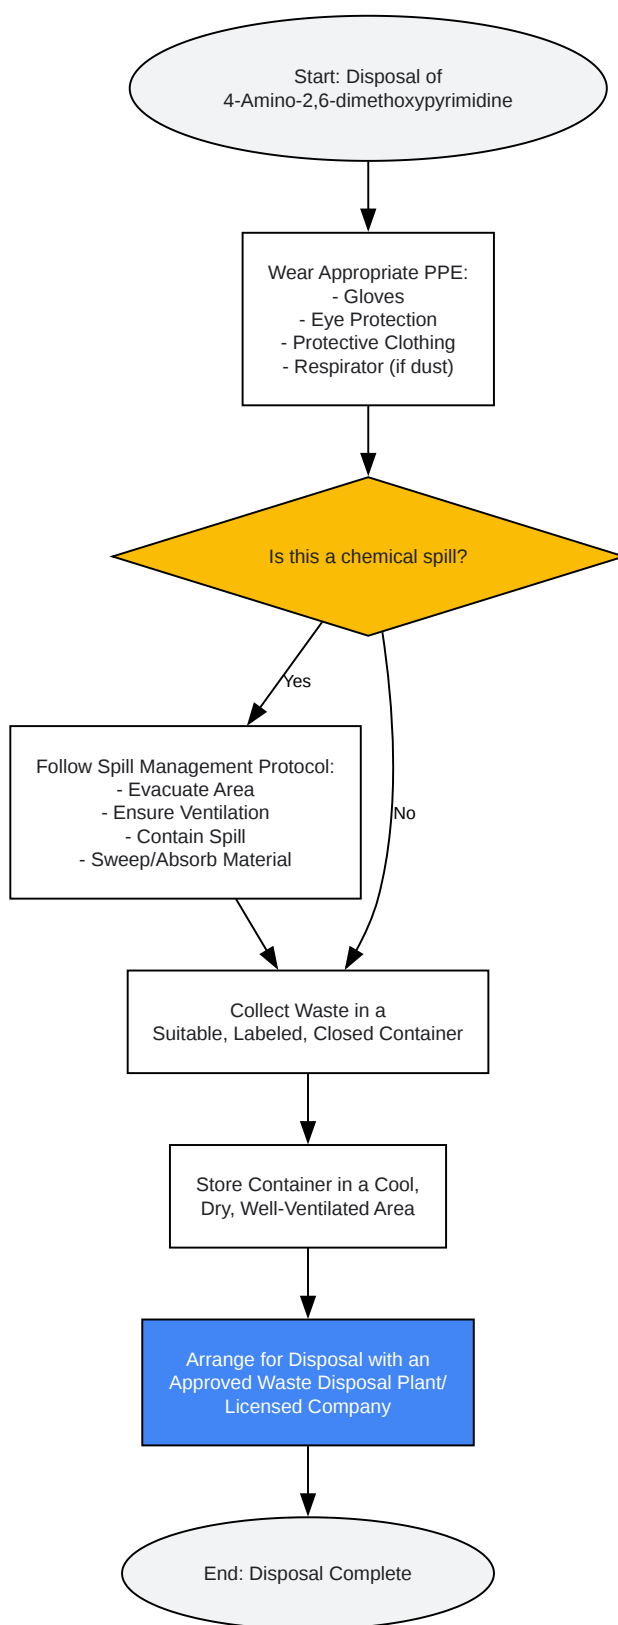 Start: Disposal of
4-Amino-2,6-dimethoxypyrimidine
Wear Appropriate PPE:
- Gloves
- Eye Protection
- Protective Clothing
- Respirator (if dust)
Is this a chemical spill?
Yes
Follow Spill Management Protocol:
- Evacuate Area
- Ensure Ventilation
- Contain Spill
- Sweep/Absorb Material
No
Collect Waste in a
Suitable, Labeled, Closed Container
Store Container in a Cool,
Dry, Well-Ventilated Area
Arrange for Disposal with an
Approved Waste Disposal Plant/
Licensed Company
End: Disposal Complete